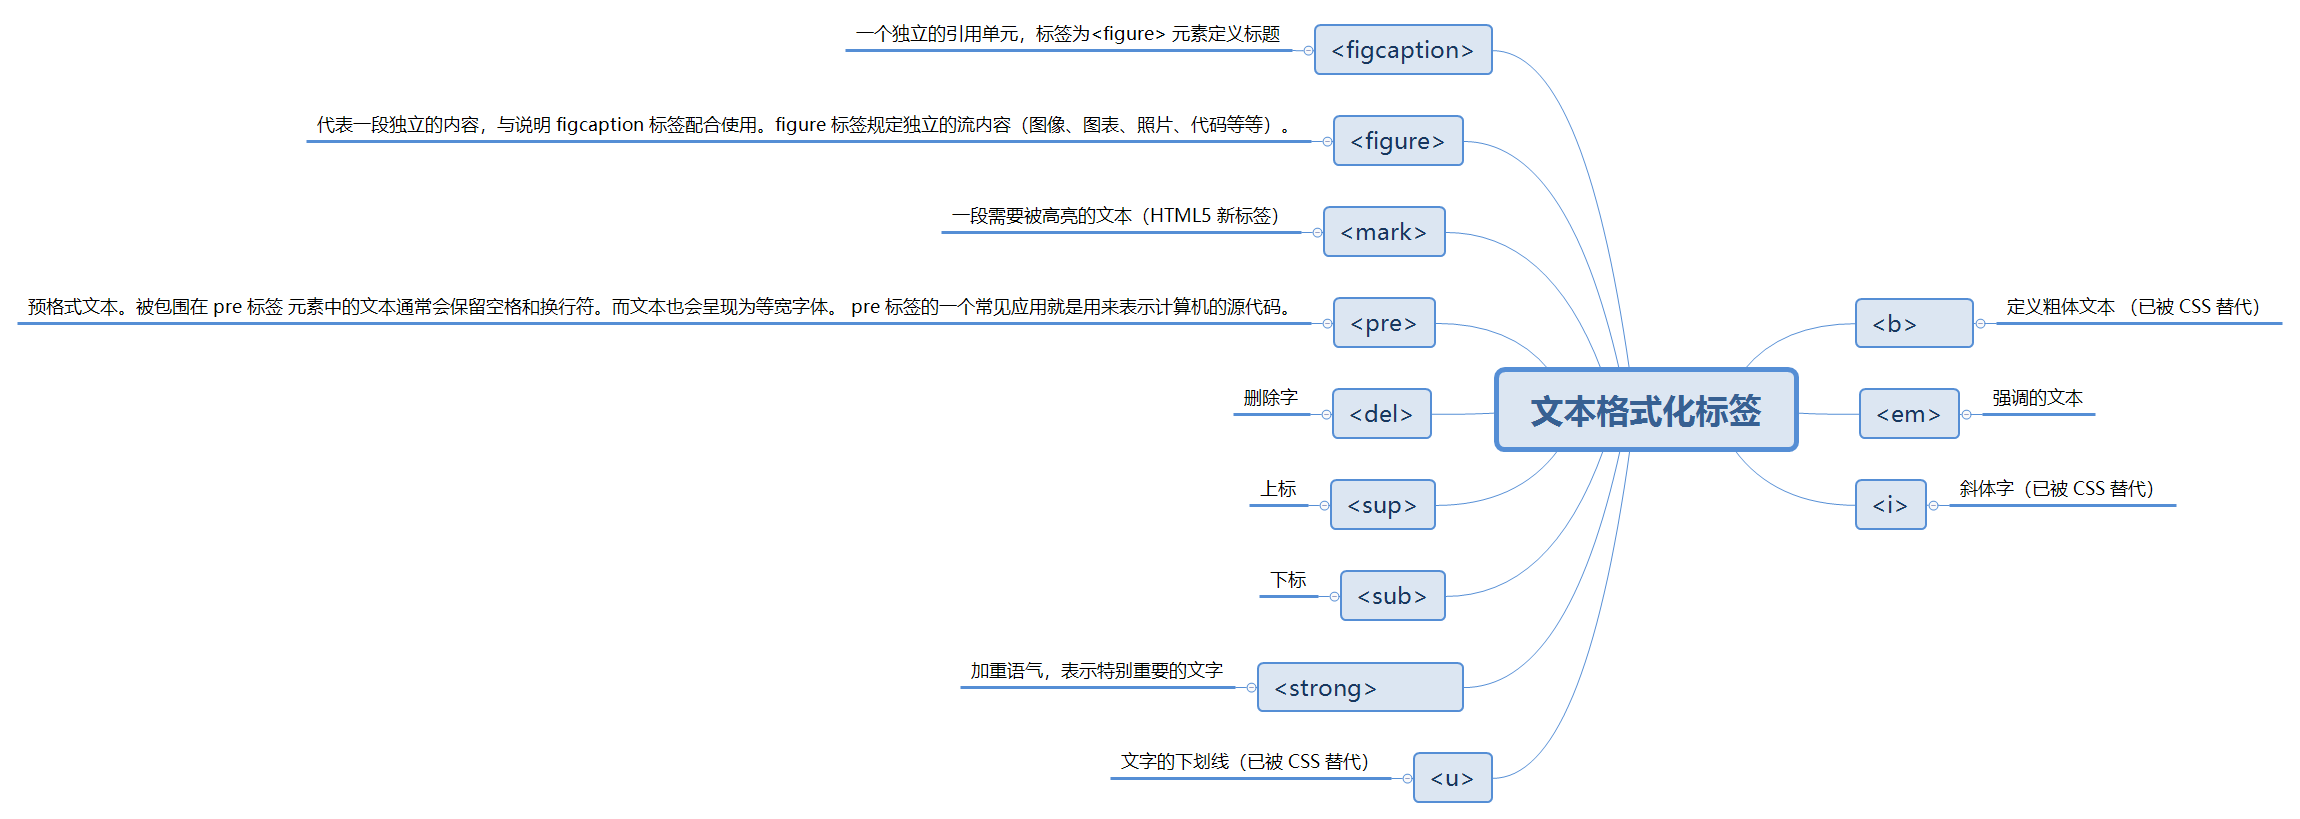 一个独立的引用单元，标签为<figure> 元素定义标题
<figcaption>
代表一段独立的内容，与说明 figcaption 标签配合使用。figure 标签规定独立的流内容（图像、图表、照片、代码等等）。
<figure>
一段需要被高亮的文本（HTML5 新标签）
<mark>
预格式文本。被包围在 pre 标签 元素中的文本通常会保留空格和换行符。而文本也会呈现为等宽字体。 pre 标签的一个常见应用就是用来表示计算机的源代码。
<pre>
删除字
<del>
上标
<sup>
下标
<sub>
加重语气，表示特别重要的文字
<strong>
文字的下划线（已被 CSS 替代）
<u>
文本格式化标签
<b>
定义粗体文本 （已被 CSS 替代）
<em>
强调的文本
<i>
斜体字（已被 CSS 替代）